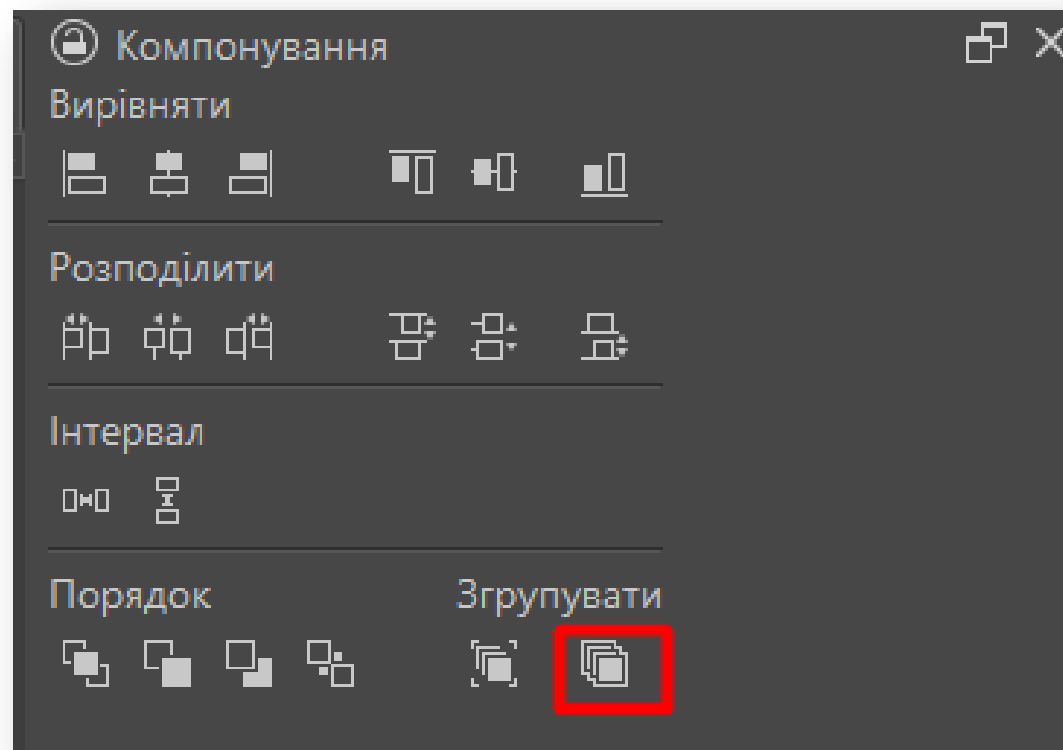 Компонування
Вирівняти
Розподілити
Інтервал
Порядок
Згрупувати